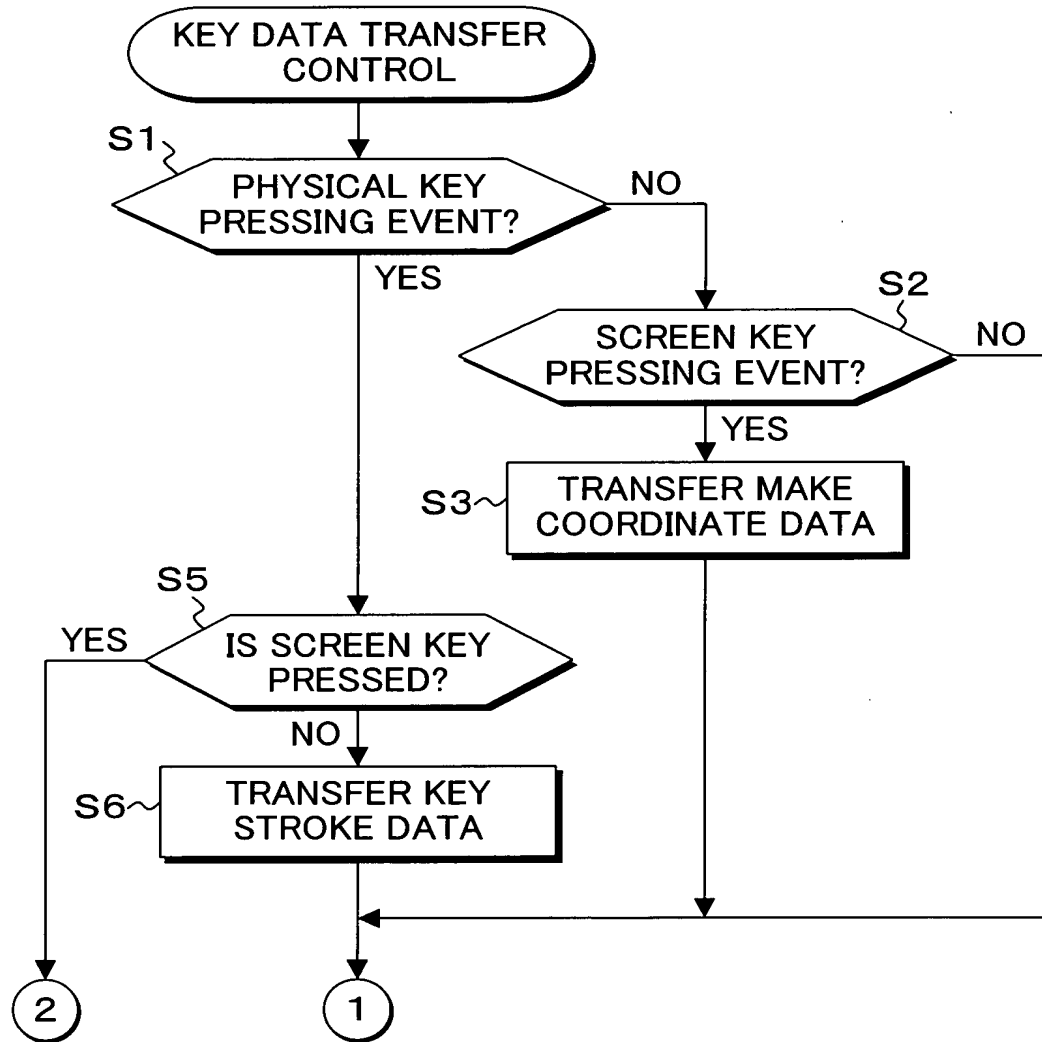 KEY DATA TRANSFER
CONTROL
S1
PHYSICAL KEY
PRESSING EVENT?
NO
YES
S2
SCREEN KEY
PRESSING EVENT?
NO
YES
S3
TRANSFER MAKE
COORDINATE DATA
S5
YES
IS SCREEN KEY
PRESSED?
NO
S6
TRANSFER KEY
STROKE DATA
2
1